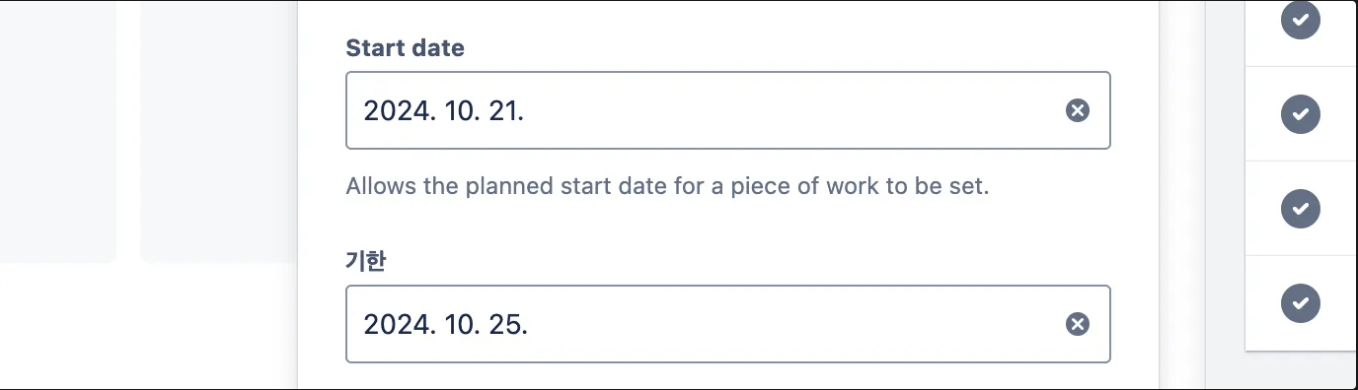 Start date
2024. 10. 21.
Allows the planned start date for a piece of work to be set.
기한
2024. 10. 25.